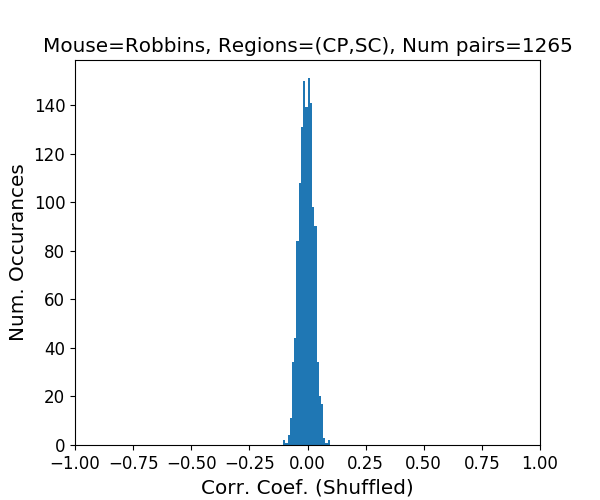 Mouse=Robbins, Regions=(CP,SC), Num pairs=1265
Num. Occurances
140
120
100
80
60
40
20
0
−1.00 −0.75 −0.50 −0.25 0.00 0.25 0.50 0.75 1.00
Corr. Coef. (Shuffled)